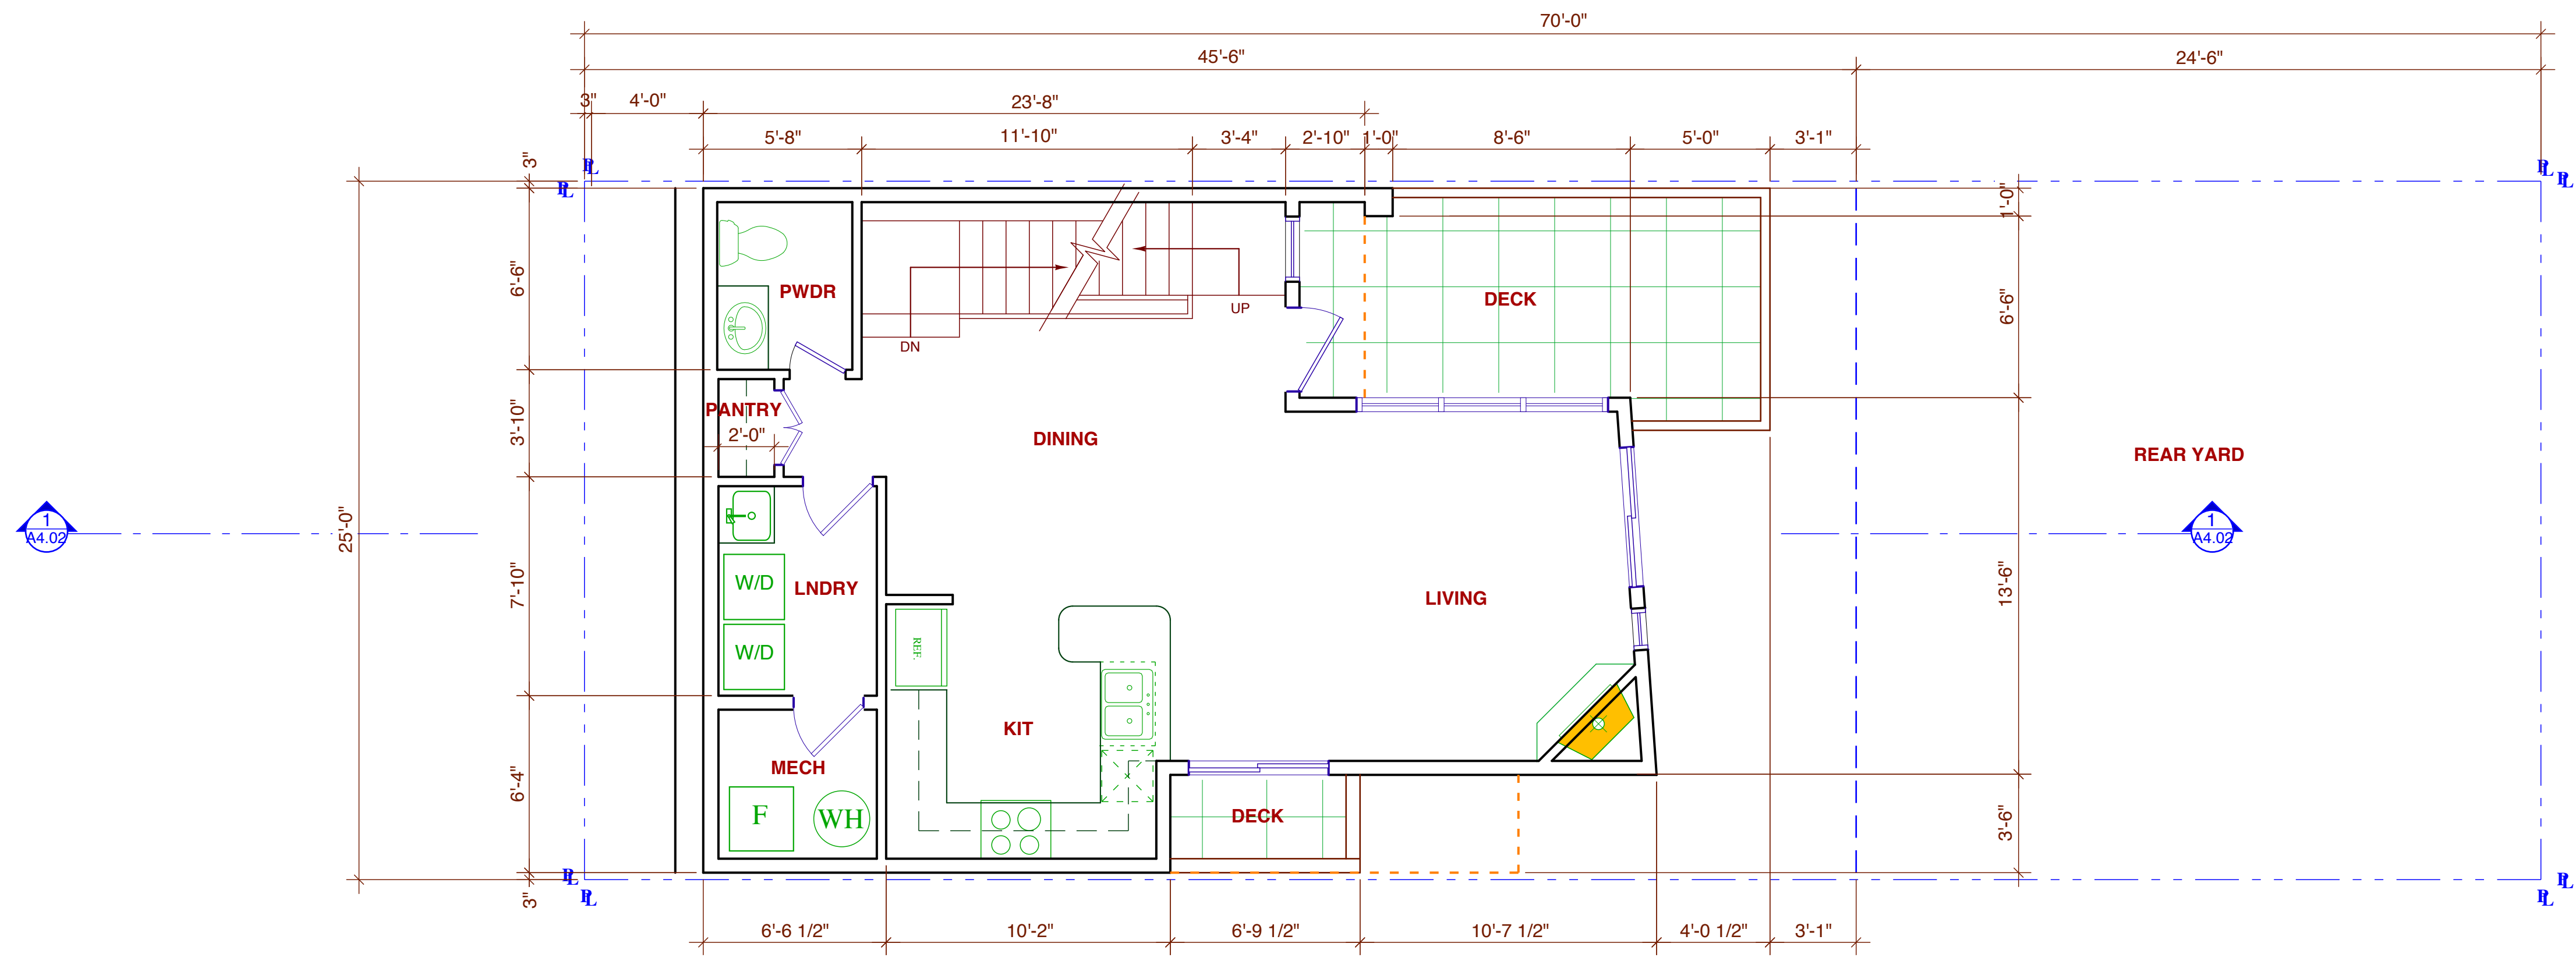 70'-0"
45'-6"
24'-6"
3"
4'-0"
23'-8"
5'-8"
11'-10"
3'-4"
2'-10"
1'-0"
8'-6"
5'-0"
3'-1"
3"
PL
PL
PL
PL
1'-0"
6'-6"
PWDR
DN
UP
DECK
6'-6"
3'-10"
PANTRY
2'-0"
DINING
REAR YARD
1
A4.02
25'-0"
1
A4.02
7'-10"
W/D
LNDRY
W/D
REF.
LIVING
13'-6"
KIT
MECH
6'-4"
F
WH
DECK
3'-6"
PL
PL
3"
PL
PL
6'-6 1/2"
10'-2"
6'-9 1/2"
10'-7 1/2"
4'-0 1/2"
3'-1"